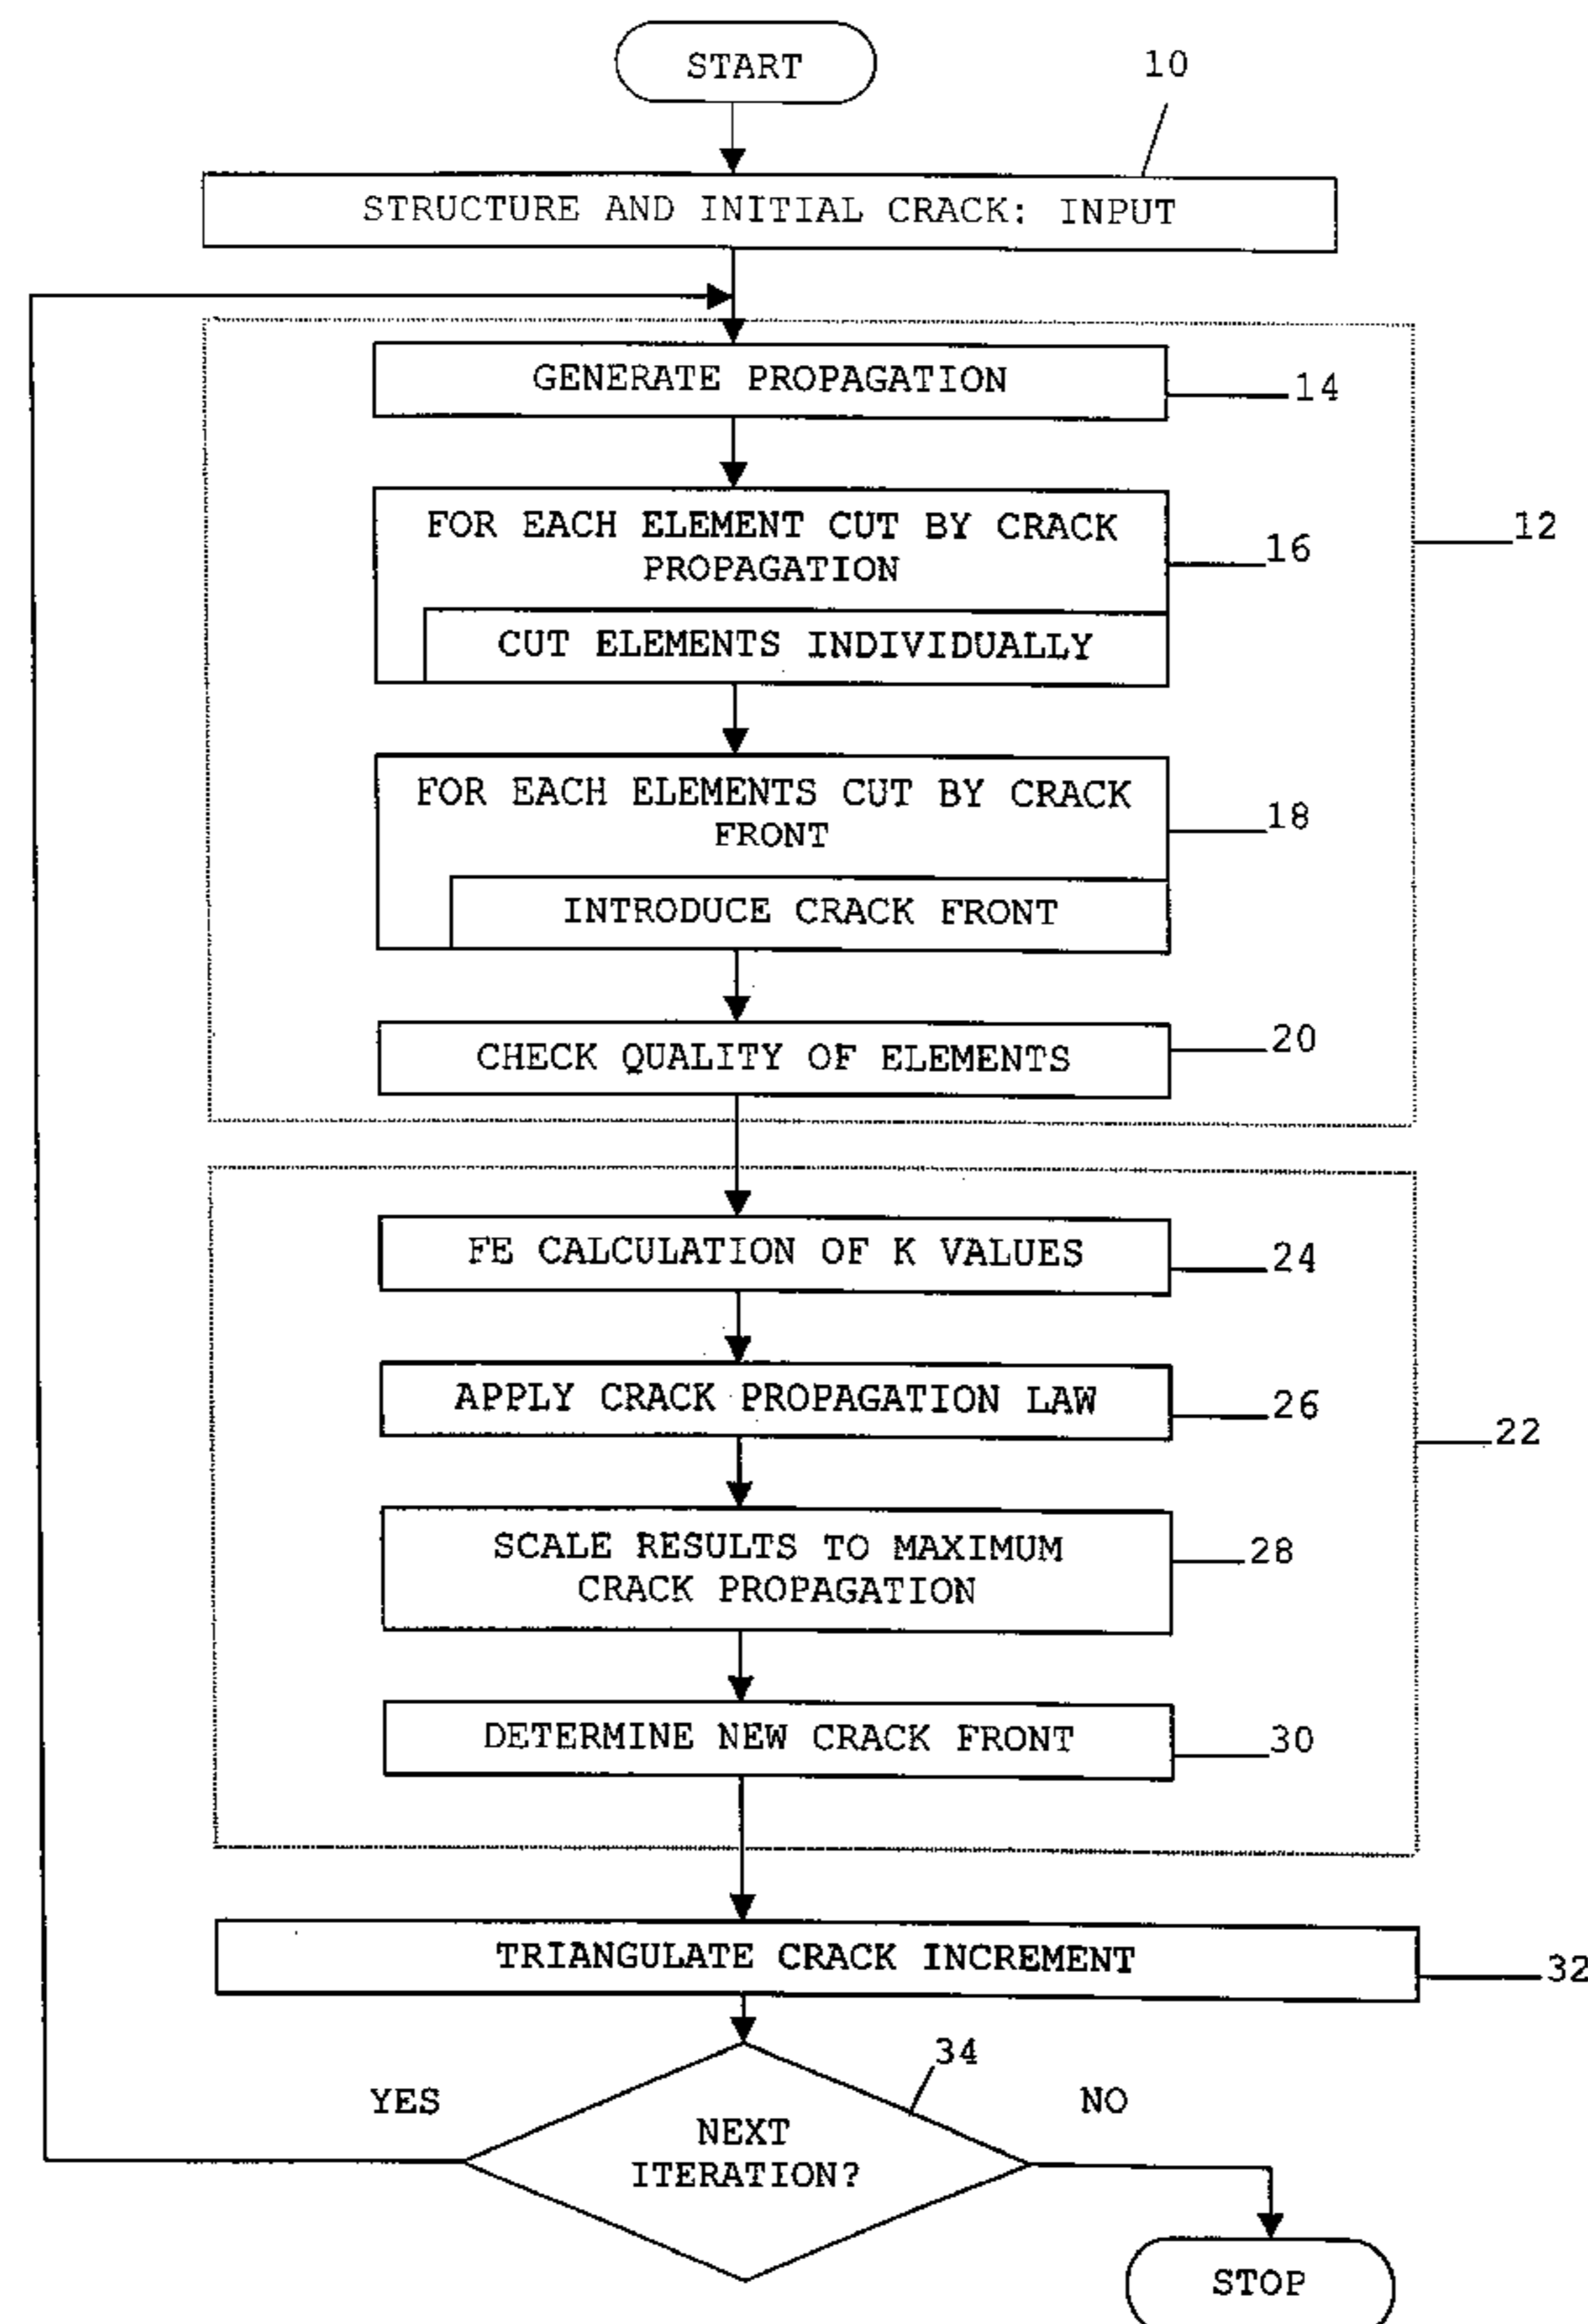 START
10
STRUCTURE AND INITIAL CRACK: INPUT
GENERATE PROPAGATION
14
FOR EACH ELEMENT CUT BY CRACK
PROPAGATION
16
12
CUT ELEMENTS INDIVIDUALLY
FOR EACH ELEMENTS CUT BY CRACK
FRONT
18
INTRODUCE CRACK FRONT
CHECK QUALITY OF ELEMENTS
20
FE CALCULATION OF K VALUES
24
APPLY CRACK PROPAGATION LAW
26
22
SCALE RESULTS TO MAXIMUM
CRACK PROPAGATION
28
DETERMINE NEW CRACK FRONT
30
TRIANGULATE CRACK INCREMENT
32
34
YES
NO
NEXT
ITERATION?
STOP